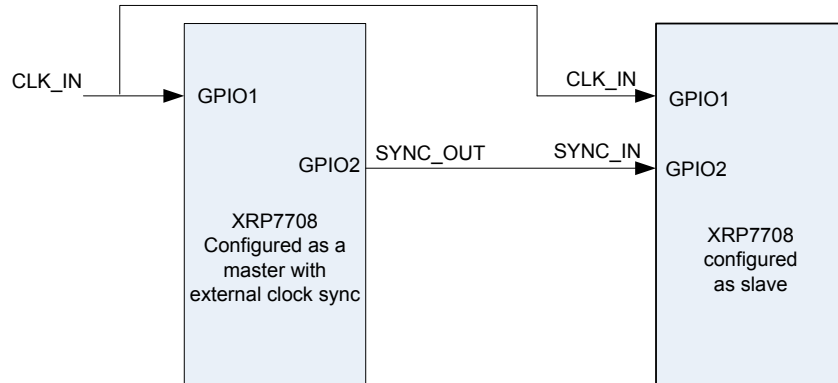 CLK_IN
GPIO1
GPIO2
SYNC_OUT
XRP7708
Configured as a
master with
external clock sync
CLK_IN
GPIO1
SYNC_IN
GPIO2
XRP7708
configured
as slave